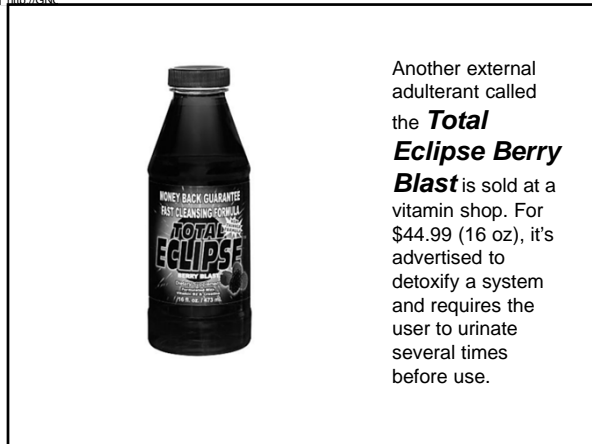 http://GNC
MONEY BACK GUARANTEE
FAST CLEANSING FORMULA
TOTAL
ECLIPSE
BERRY BLAST
16 fl. oz. / 473 mL
Another external
adulterant called
the Total
Eclipse Berry
Blast is sold at a
vitamin shop. For
$44.99 (16 oz), it's
advertised to
detoxify a system
and requires the
user to urinate
several times
before use.